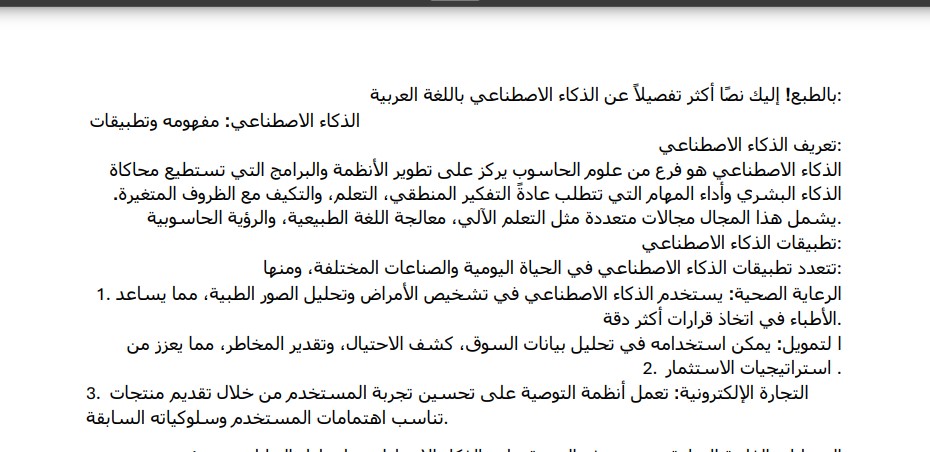 بالطبع! إليك نصًا أكثر تفصيلاً عن الذكاء الاصطناعي باللغة العربية:
الذكاء الاصطناعي: مفهومه وتطبيقات
تعريف الذكاء الاصطناعي:
الذكاء الاصطناعي هو فرع من علوم الحاسوب يركز على تطوير الأنظمة والبرامج التي تستطيع محاكاة
الذكاء البشري وأداء المهام التي تتطلب عادةً التفكير المنطقي، التعلم، والتكيف مع الظروف المتغيرة.
يشمل هذا المجال مجالات متعددة مثل التعلم الآلي، معالجة اللغة الطبيعية، والرؤية الحاسوبية.
تطبيقات الذكاء الاصطناعي:
تتعدد تطبيقات الذكاء الاصطناعي في الحياة اليومية والصناعات المختلفة، ومنها:
1. الرعاية الصحية: يستخدم الذكاء الاصطناعي في تشخيص الأمراض وتحليل الصور الطبية، مما يساعد
الأطباء في اتخاذ قرارات أكثر دقة.
ا لتمويل: يمكن استخدامه في تحليل بيانات السوق، كشف الاحتيال، وتقدير المخاطر، مما يعزز من
. استراتيجيات الاستثمار .2
3. التجارة الإلكترونية: تعمل أنظمة التوصية على تحسين تجربة المستخدم من خلال تقديم منتجات
تناسب اهتمامات المستخدم وسلوكياته السابقة.